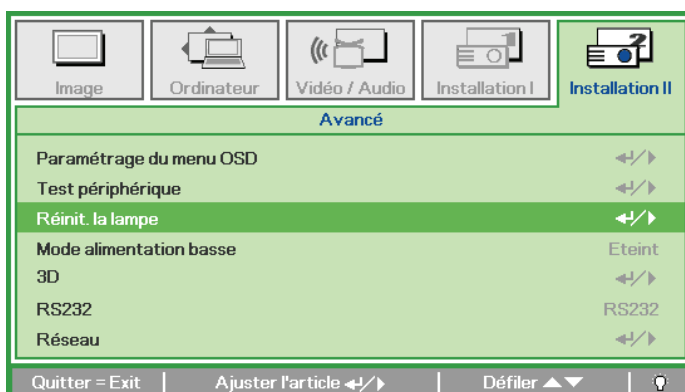 Image Ordinateur Vidéo / Audio Installation I Installation II
Avancé
Paramétrage du menu OSD
Test périphérique
Réinit. la lampe
Mode alimentation basse Eteint
3D
RS232 RS232
Réseau
Quitter = Exit Ajuster l'article Défiler